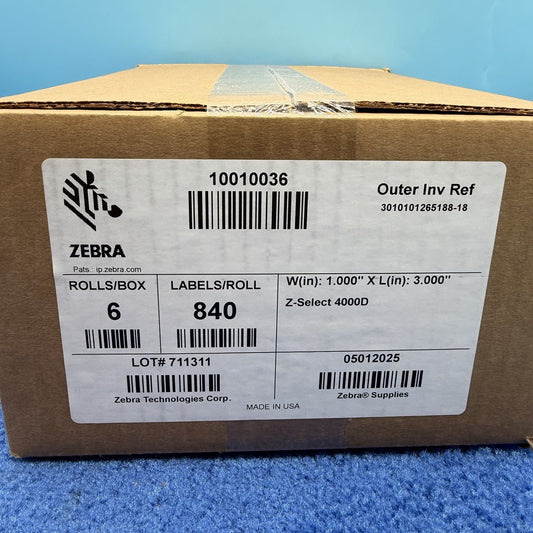 10010036
Outer Inv Ref
3010101265188-18
ZEBRA
Pats.: ip.zebra.com
ROLLS/BOX
6
LABELS/ROLL
840
W(in): 1.000" X L(in): 3.000"
Z-Select 4000D
LOT# 711311
Zebra Technologies Corp.
05012025
Zebra® Supplies
MADE IN USA